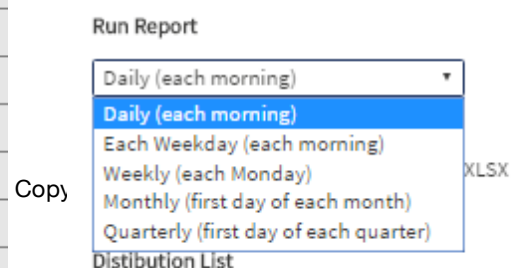 Run Report
Daily (each morning)
Daily (each morning)
Each Weekday (each morning)
Weekly (each Monday)
XLSX
Copy
Monthly (first day of each month)
Quarterly (first day of each quarter)
Distibution List